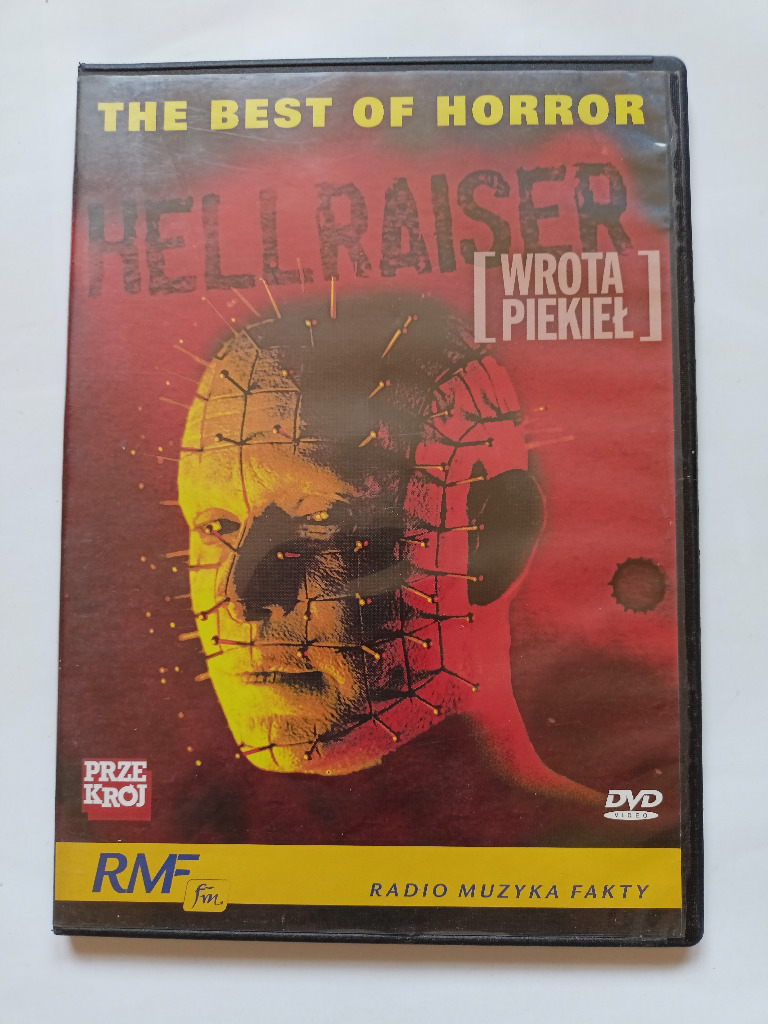 THE BEST OF HORROR
HELLRAISER
[WROTA
PIEKIEŁ]
PRZE
KRÓJ
DVD
VIDEO
RMF
fm
RADIO MUZYKA FAKTY